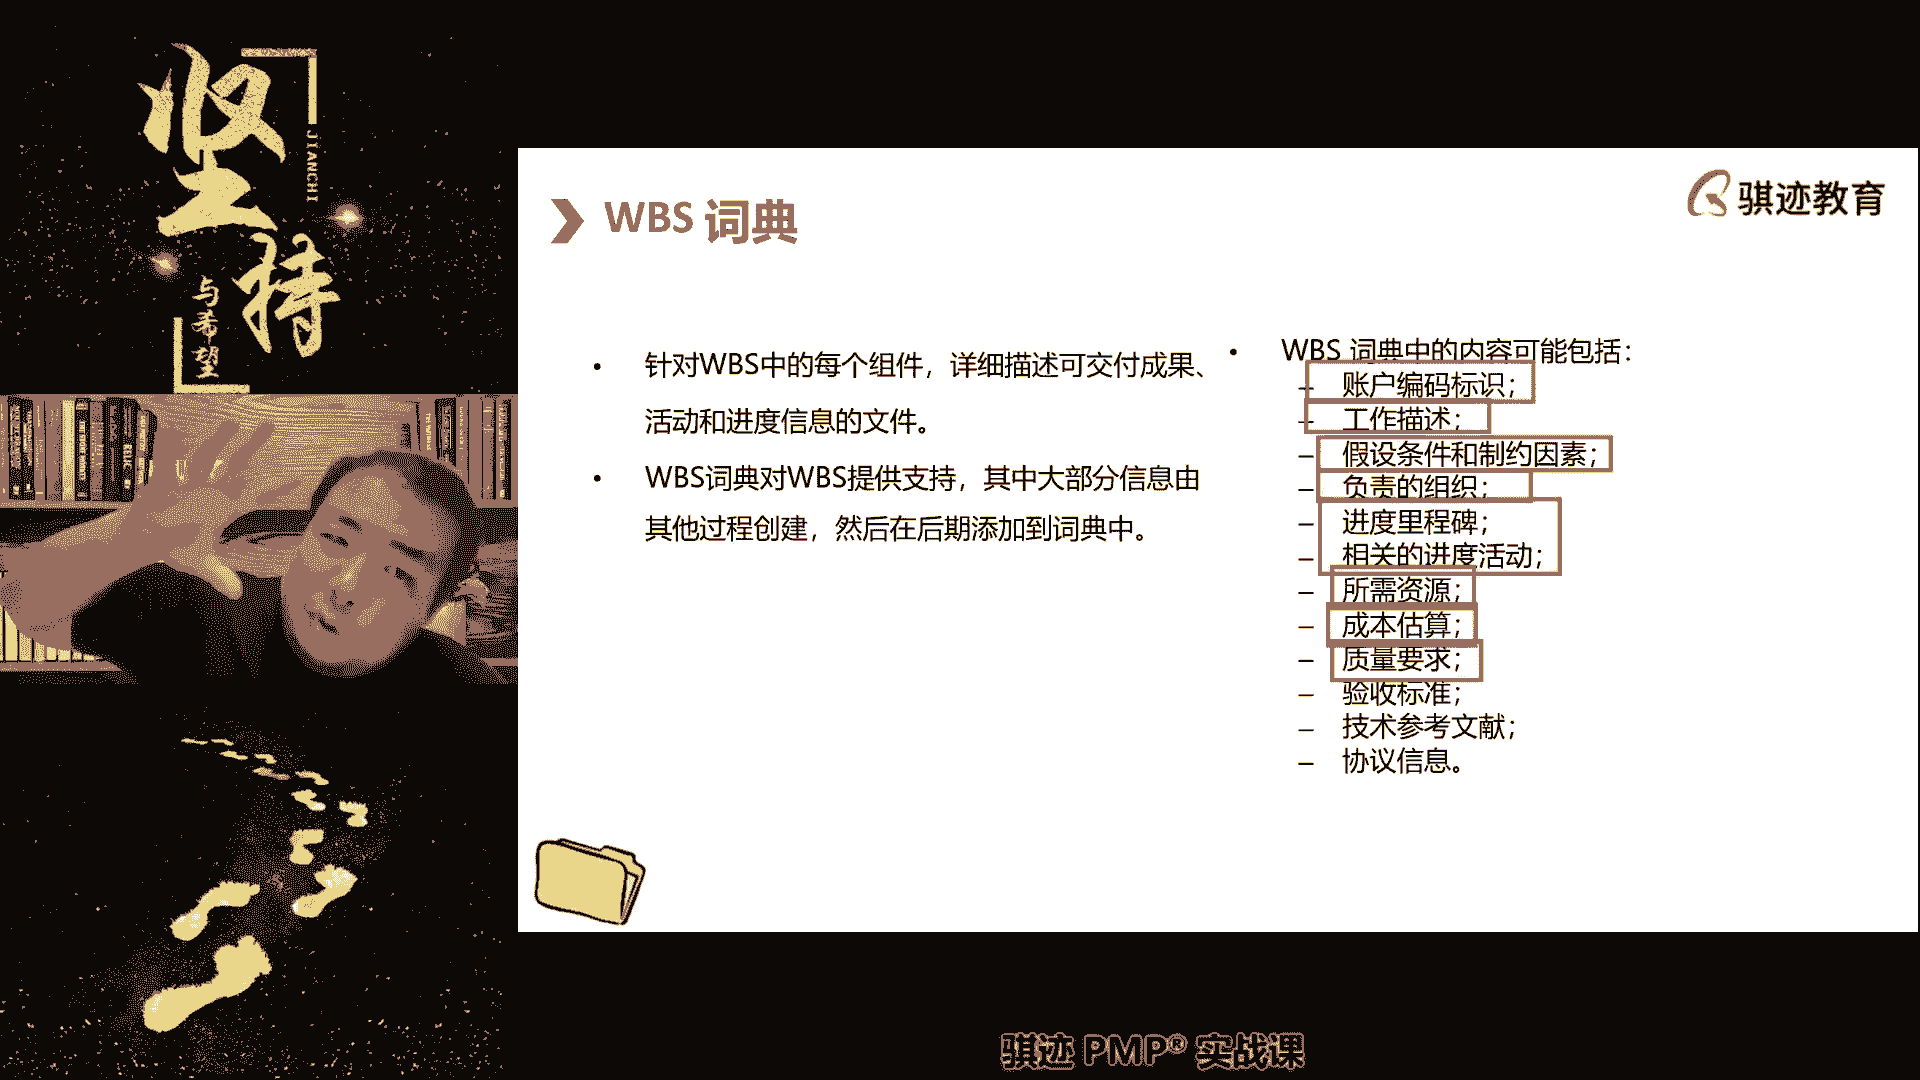 坚持
JIANCHI
与希望
骐迹教育
WBS 词典
• 针对WBS中的每个组件，详细描述可交付成果、
活动和进度信息的文件。
• WBS词典对WBS提供支持，其中大部分信息由
其他过程创建，然后在后期添加到词典中。
• WBS 词典中的内容可能包括：
– 账户编码标识；
– 工作描述；
– 假设条件和制约因素；
– 负责的组织；
– 进度里程碑；
– 相关的进度活动；
– 所需资源；
– 成本估算；
– 质量要求；
– 验收标准；
– 技术参考文献；
– 协议信息。
骐迹 PMP® 实战课